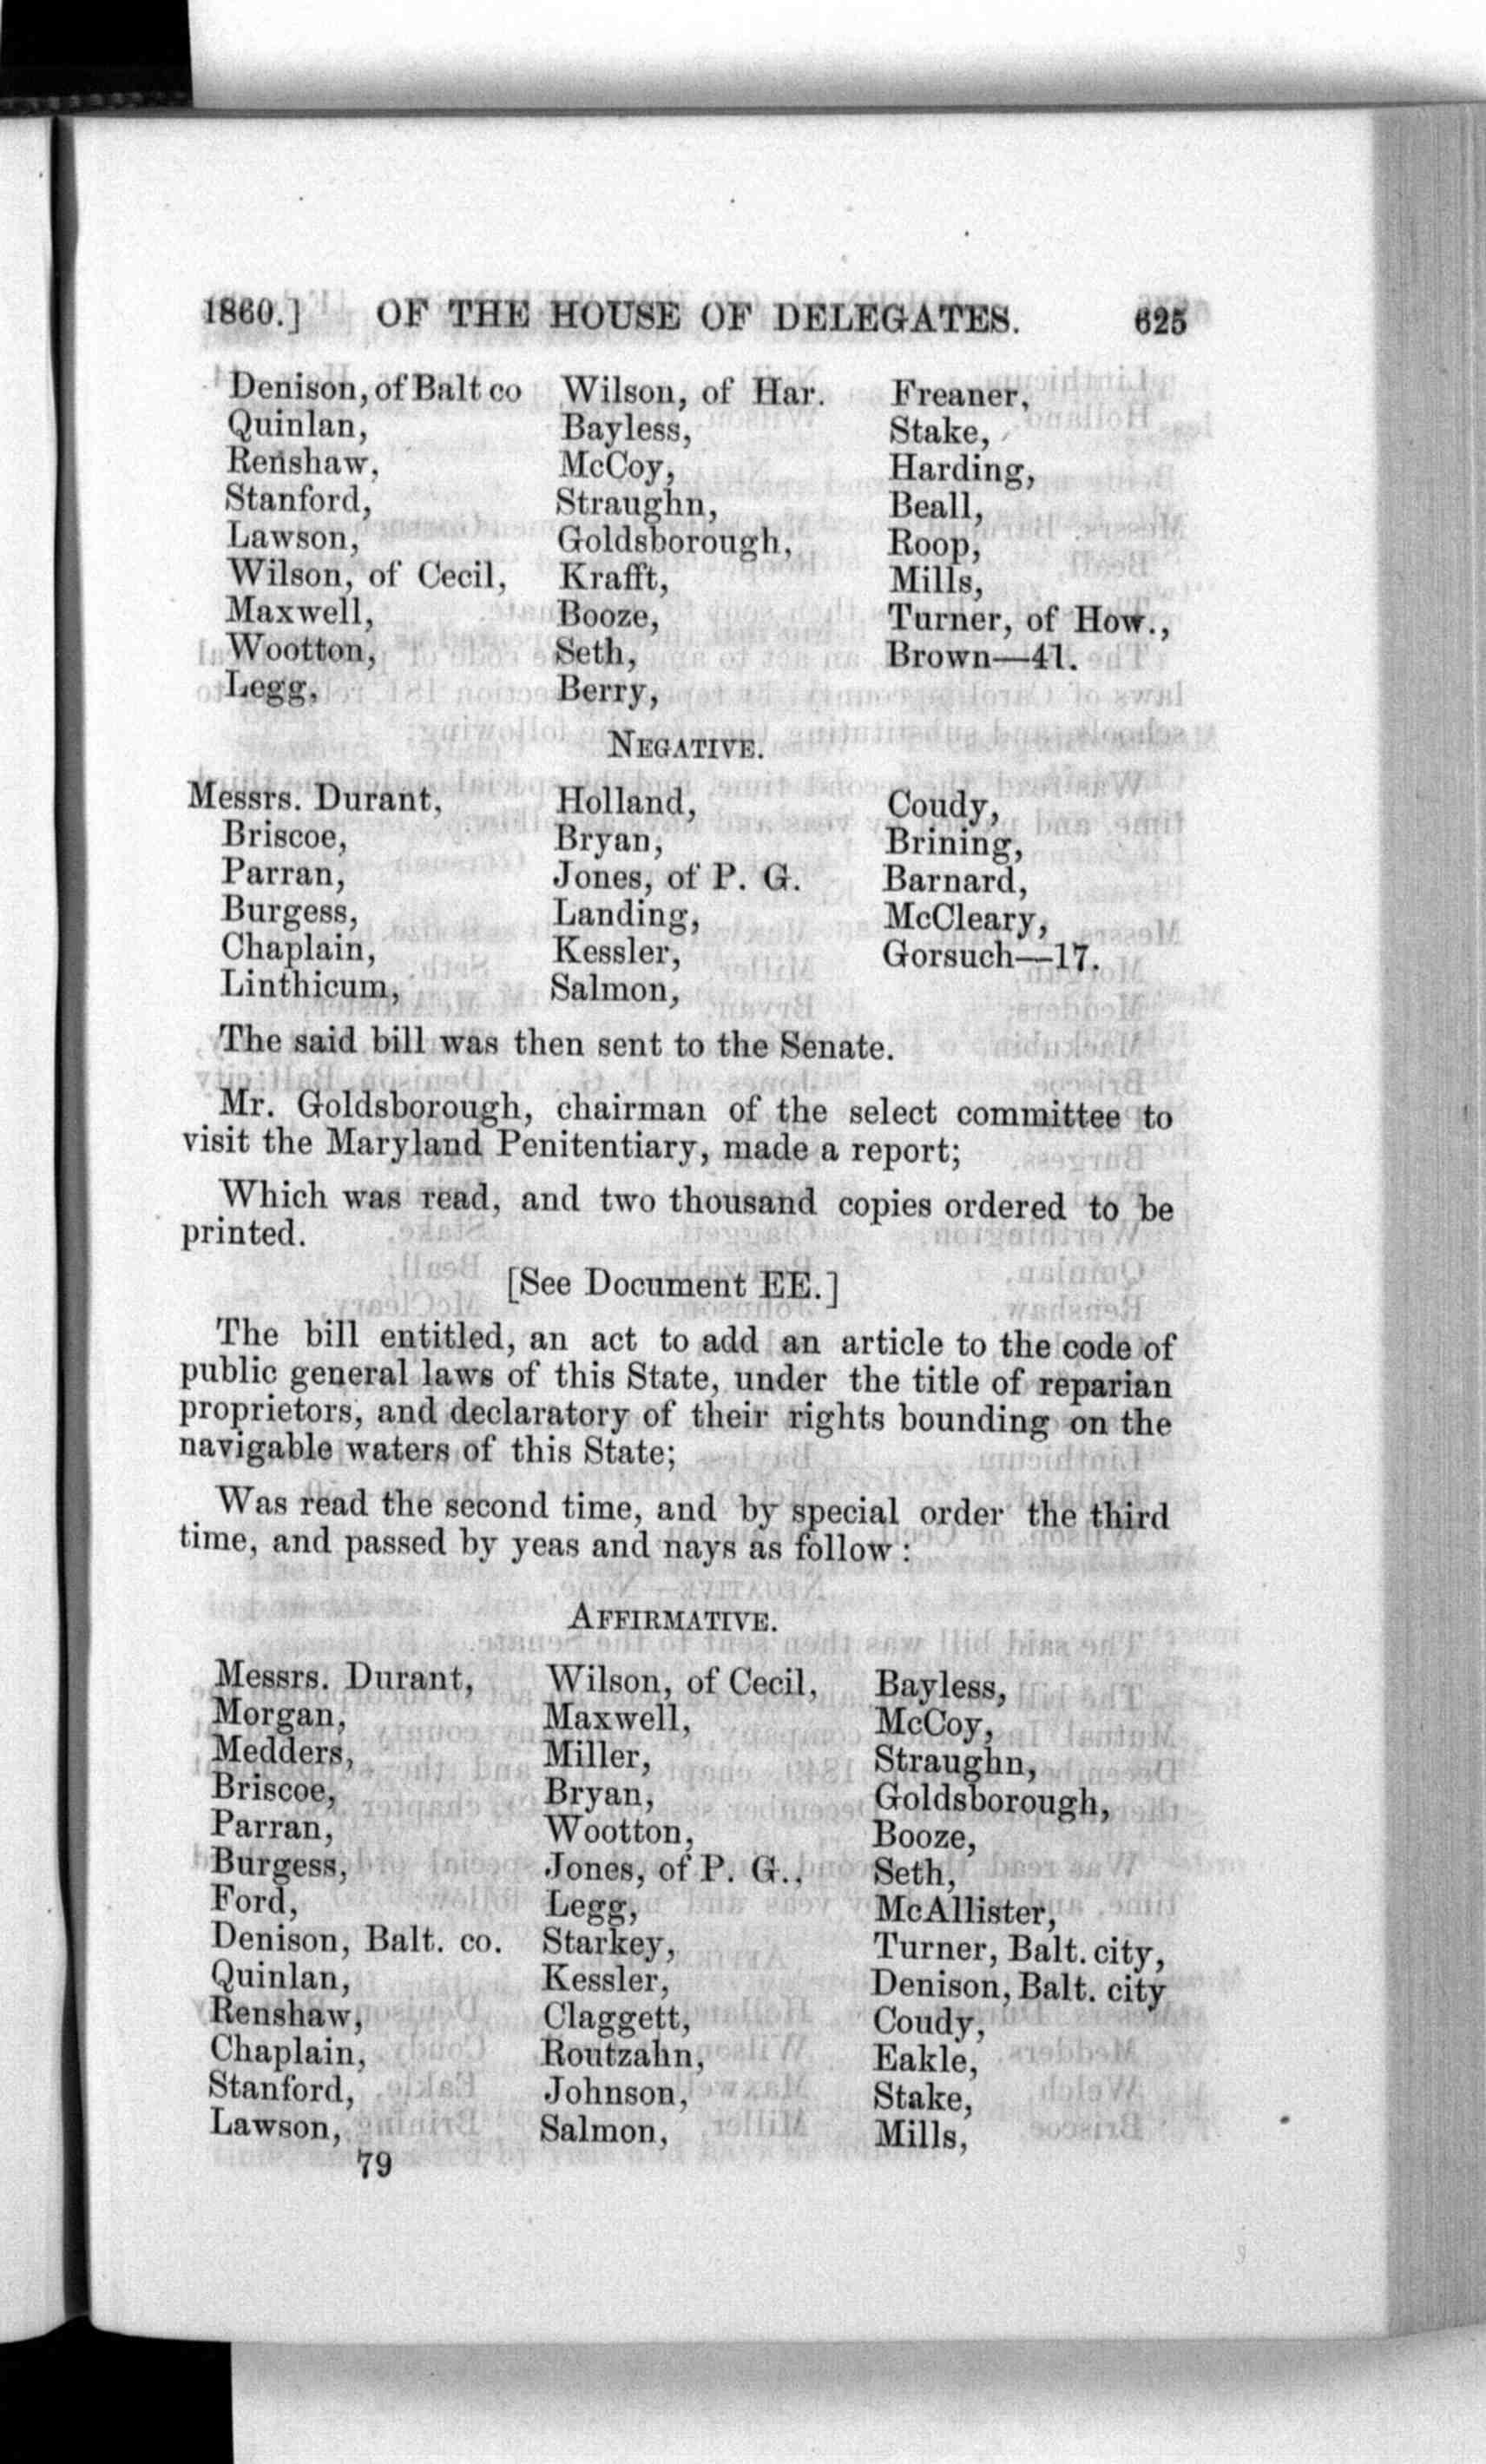 1860.] OF THE HOUSE OF DELEGATES. 625
Denison, of Balt co Wilson, of Har. Freaner,
Quinlan, Bayless, Stake,
Renshaw, McCoy, Harding,
Stanford, Straughn, Beall,
Lawson, Goldsborough, Roop,
Wilson, of Cecil, Krafft, Mills,
Maxwell, Booze, Turner, of How.,
Wootton, Seth, Brown—41.
Legg, Berry,
NEGATIVE.
Messrs. Durant, Holland, Coudy,
Briscoe, Bryan, Brining,
Parran, Jones, of P. G. Barnard,
Burgess, Landing, McCleary,
Chaplain, Kessler, Gorsuch—17.
Linthicum, Salmon,
The said bill was then sent to the Senate.
Mr. Goldsborough, chairman of the select committee to
visit the Maryland Penitentiary, made a report;
Which was read, and two thousand copies ordered to be
printed.
[See Document EE.]
The bill entitled, an act to add an article to the code of
public general laws of this State, under the title of reparian
proprietors, and declaratory of their rights bounding on the
navigable waters of this State;
Was read the second time, and by special order the third
time, and passed by yeas and nays as follow :
AFFIRMATIVE.
Messrs. Durant, Wilson, of Cecil, Bayless,
Morgan, Maxwell, McCoy,
Medders, Miller, Straughn,
Briscoe, Bryan, Goldsborough,
Parran, Wootton, Booze,
Burgess, Jones, of P. G., Seth,
Ford, Legg, McAllister,
Denison, Balt. co. Starkey, Turner, Balt. city,
Quinlan, Kessler, Denison, Balt. city
Renshaw, Claggett, Coudy,
Chaplain, Routzahn, Eakle,
Stanford, Johnson, Stake,
Lawson, Salmon, Mills,
79